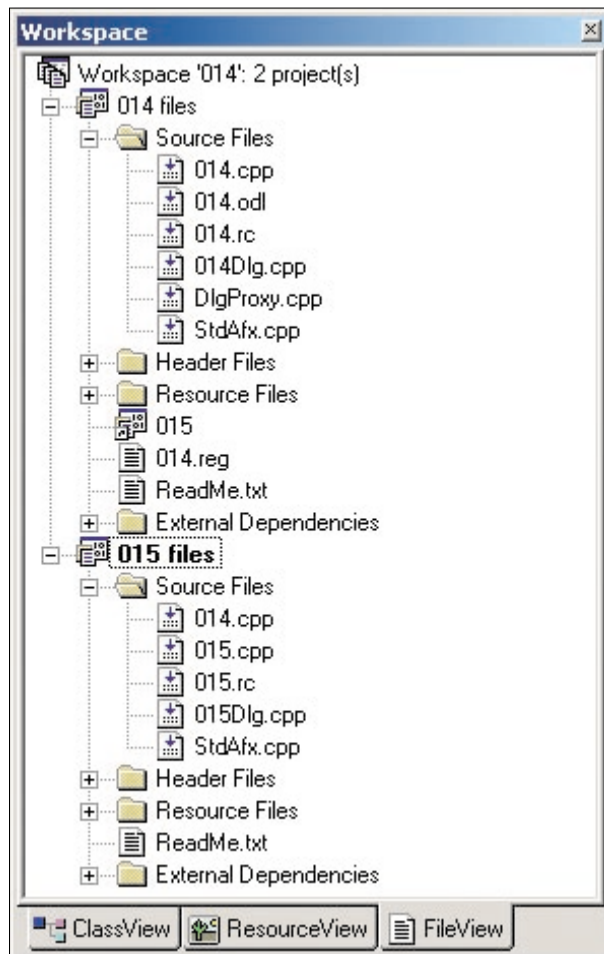 Workspace
Workspace '014': 2 project(s)
014 files
Source Files
014.cpp
014.odl
014.rc
014Dlg.cpp
DlgProxy.cpp
StdAfx.cpp
Header Files
Resource Files
015
014.reg
ReadMe.txt
External Dependencies
015 files
Source Files
014.cpp
015.cpp
015.rc
015Dlg.cpp
StdAfx.cpp
Header Files
Resource Files
ReadMe.txt
External Dependencies
ClassView ResourceView FileView